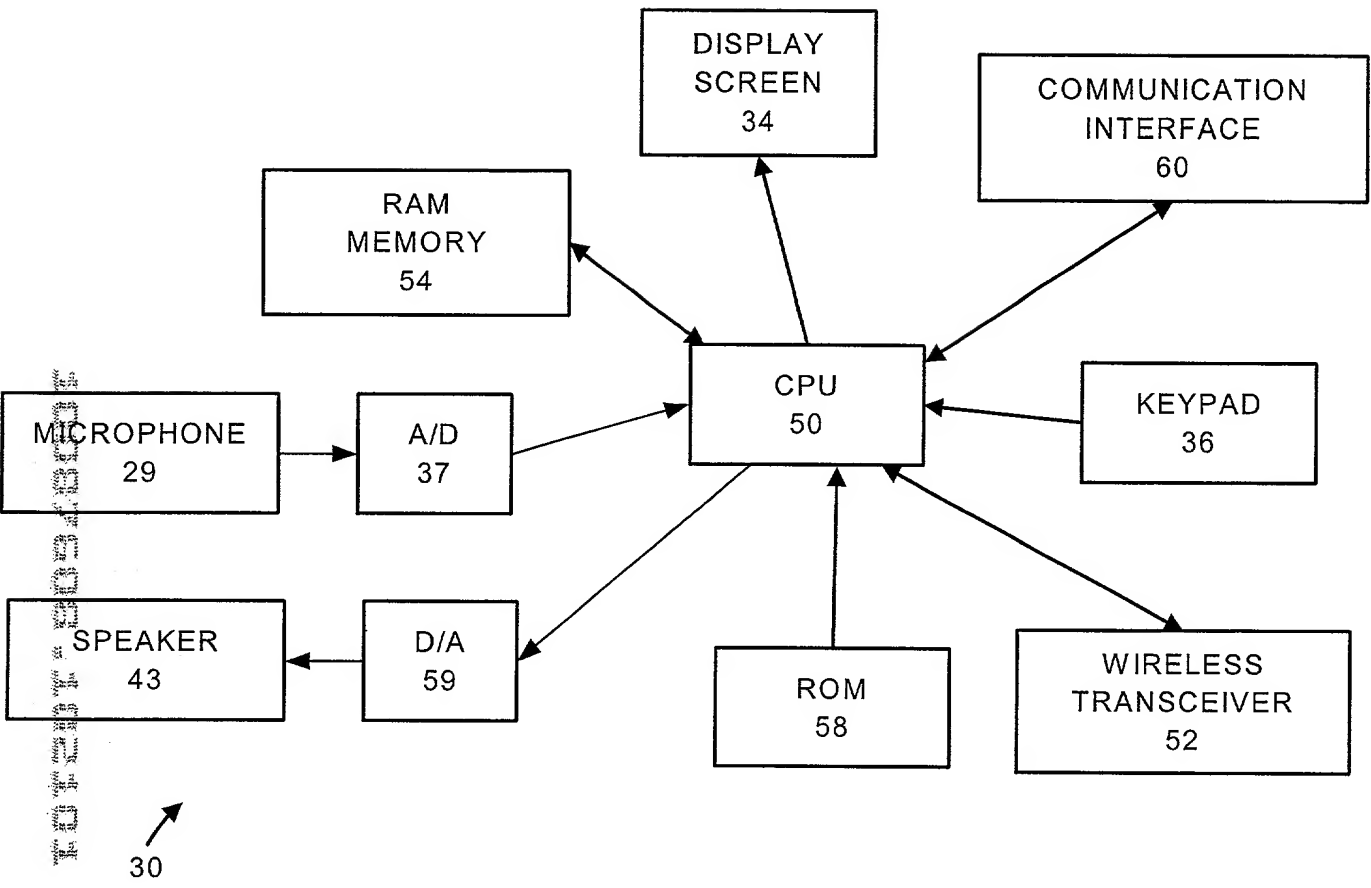 DISPLAY
SCREEN
34
COMMUNICATION
INTERFACE
60
RAM
MEMORY
54
CPU
50
KEYPAD
36
MICROPHONE
29
A/D
37
SPEAKER
43
D/A
59
ROM
58
WIRELESS
TRANSCEIVER
52
30